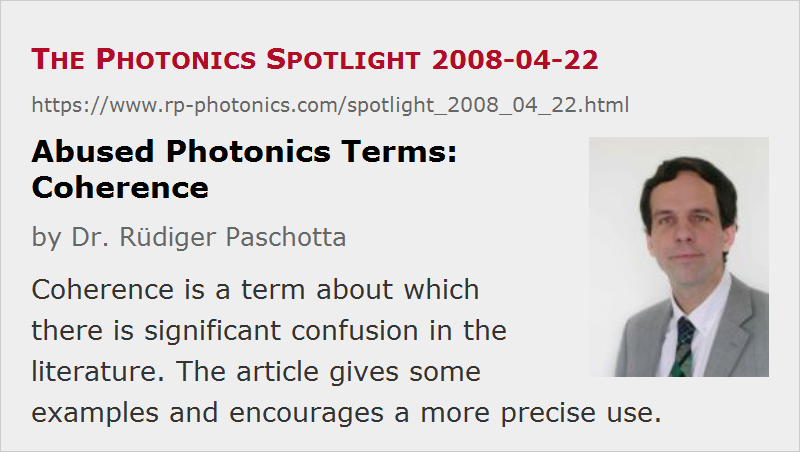 The Photonics Spotlight 2008-04-22
https://www.rp-photonics.com/spotlight_2008_04_22.html
Abused Photonics Terms:
Coherence
by Dr. Rüdiger Paschotta
Coherence is a term about which
there is significant confusion in the
literature. The article gives some
examples and encourages a more precise use.